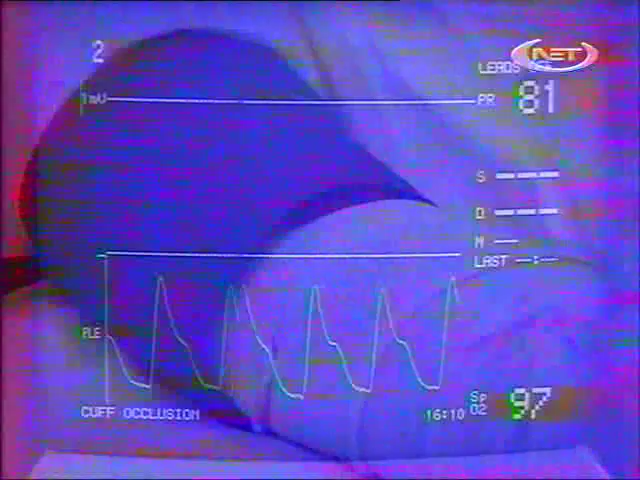 2
NET
LEADS OFF
1mV
PR 81
S ---
D ---
M --
LAST --:--
PLE
CUFF OCCLUSION
16:10
Sp
O2 97